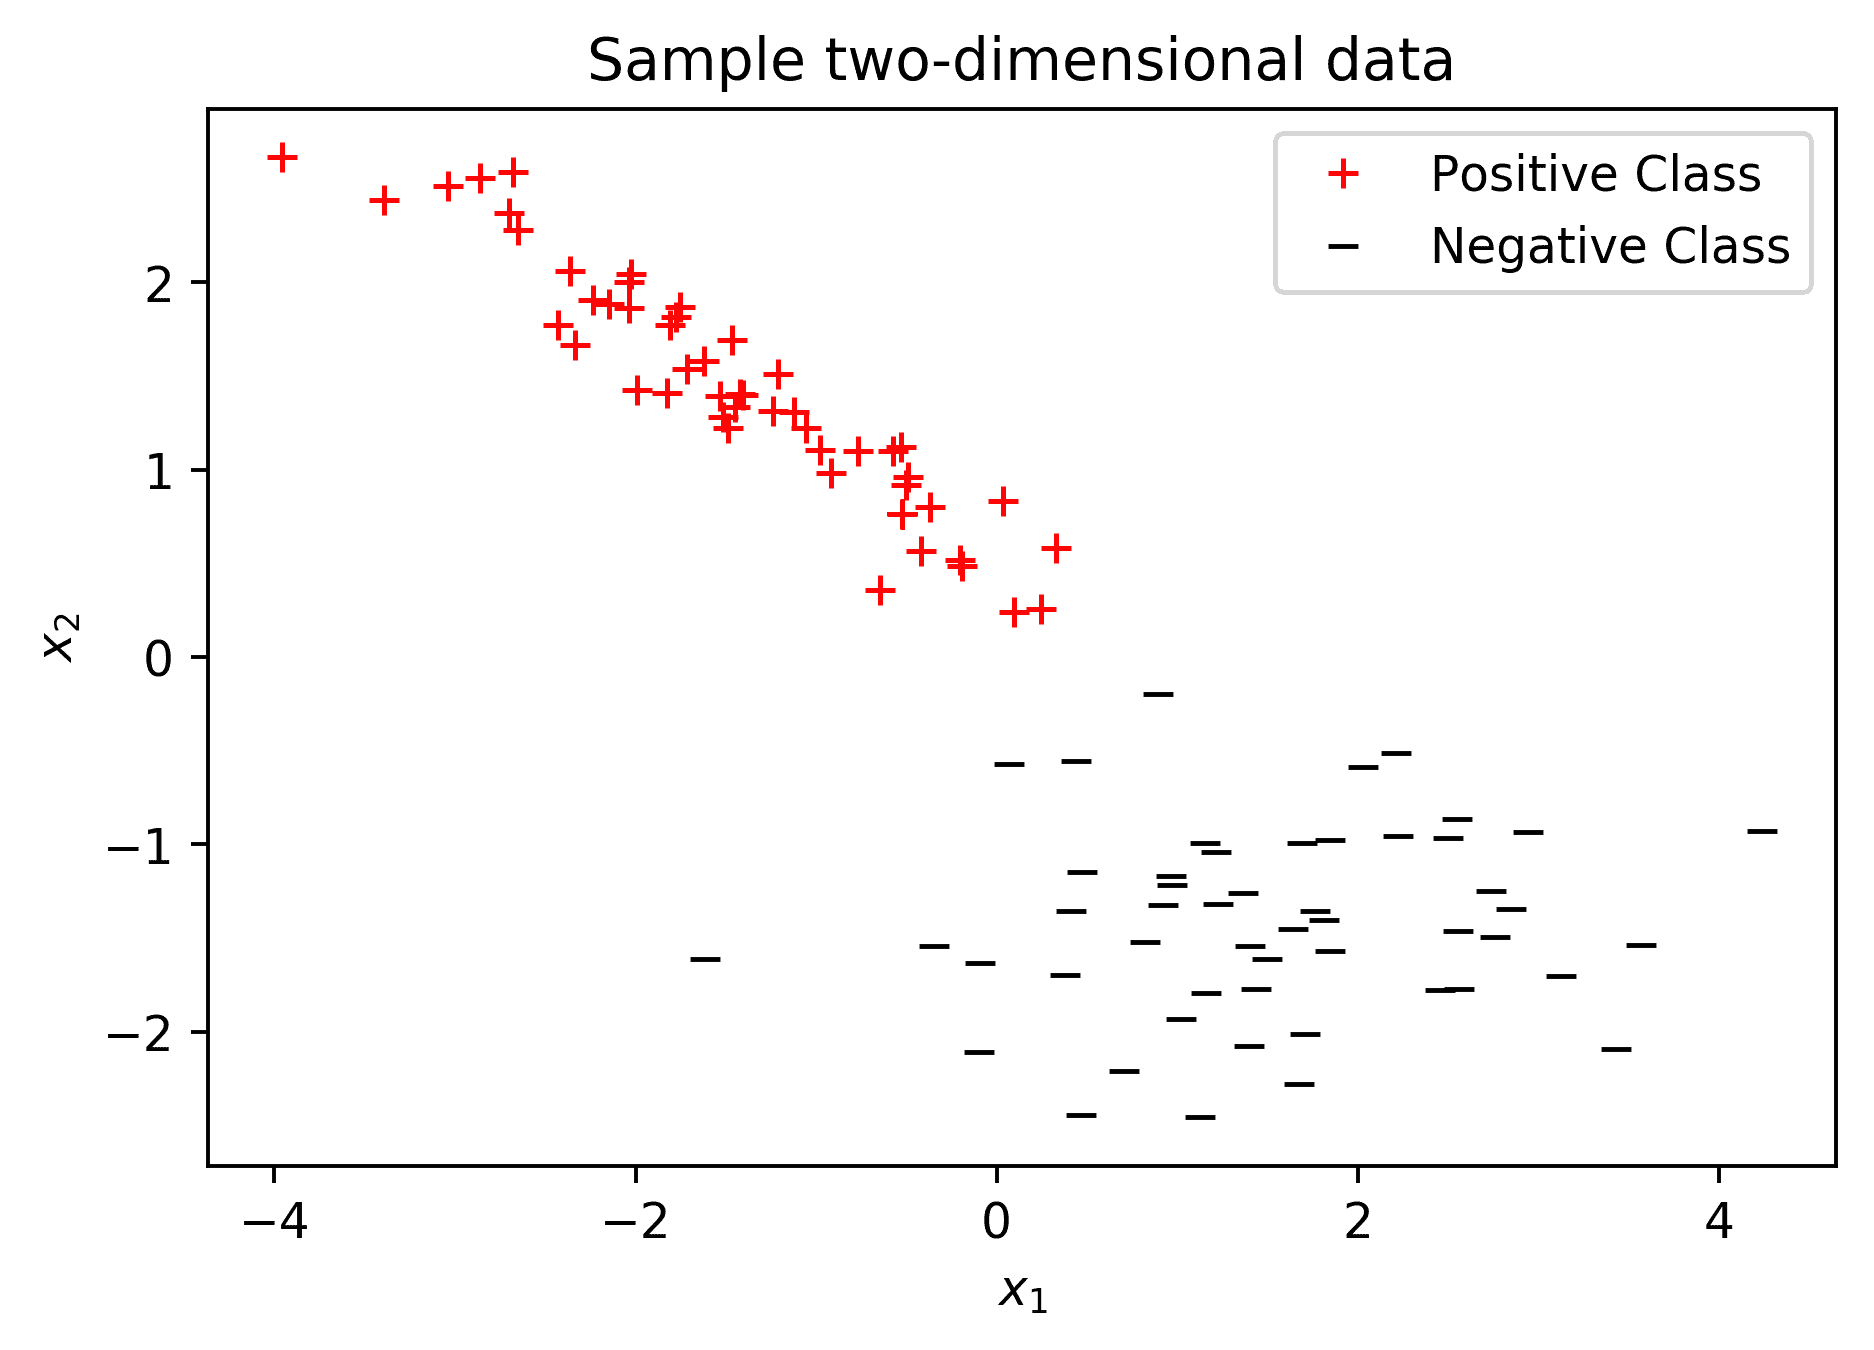 Sample two-dimensional data
Positive Class
Negative Class
2
1
0
−1
−2
x₂
−4 −2 0 2 4
x₁